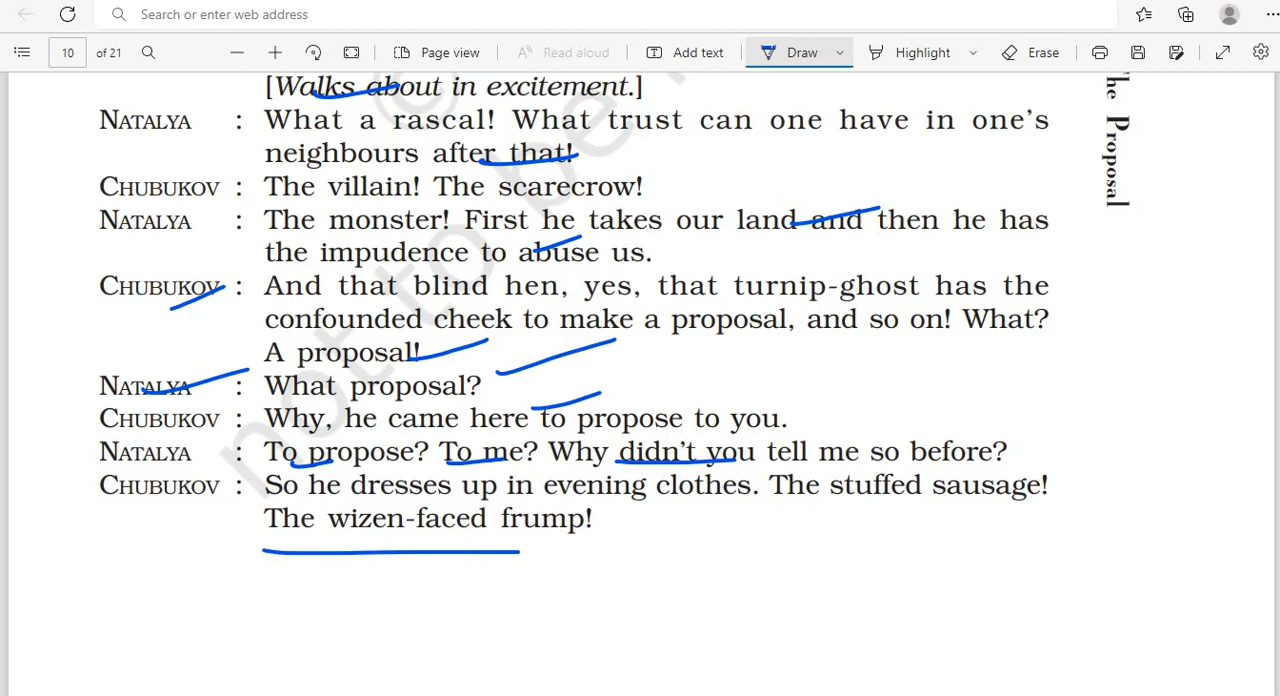 Search or enter web address
10 of 21 Page view Read aloud Add text Draw Highlight Erase
[Walks about in excitement.]
NATALYA : What a rascal! What trust can one have in one's
neighbours after that!
CHUBUKOV : The villain! The scarecrow!
NATALYA : The monster! First he takes our land and then he has
the impudence to abuse us.
CHUBUKOV : And that blind hen, yes, that turnip-ghost has the
confounded cheek to make a proposal, and so on! What?
A proposal!
NATALYA : What proposal?
CHUBUKOV : Why, he came here to propose to you.
NATALYA : To propose? To me? Why didn't you tell me so before?
CHUBUKOV : So he dresses up in evening clothes. The stuffed sausage!
The wizen-faced frump!
The Proposal
© not to be r